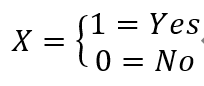 X = { 1 = Yes
0 = No